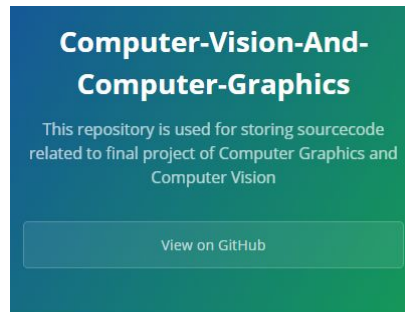 Computer-Vision-And-
Computer-Graphics
This repository is used for storing sourcecode
related to final project of Computer Graphics and
Computer Vision
View on GitHub